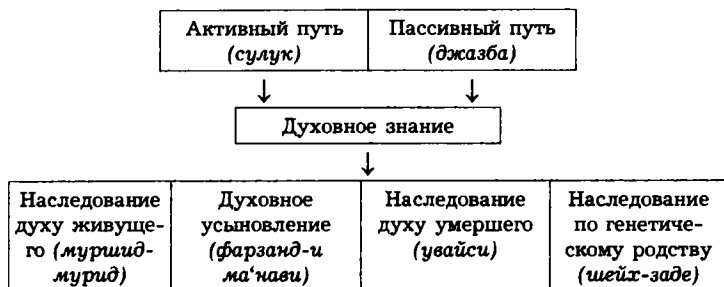 Активный путь Пассивный путь
(сулук) (джазба)
Духовное знание
Наследование
духу живуще-
го (муршид-
мурид)
Духовное
усыновление
(фарзанд-и
ма‘нави)
Наследование
духу умершего
(увайси)
Наследование
по генетиче-
скому родству
(шейх-заде)